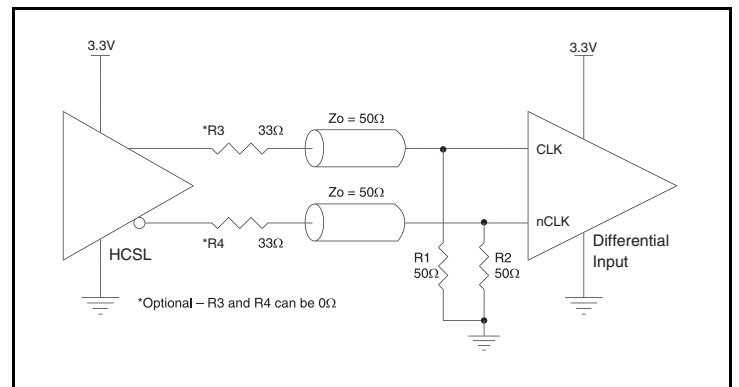 3.3V
3.3V
*R3
33Ω
Zo = 50Ω
CLK
Zo = 50Ω
nCLK
HCSL
*R4
33Ω
R1
50Ω
R2
50Ω
Differential
Input
*Optional – R3 and R4 can be 0Ω